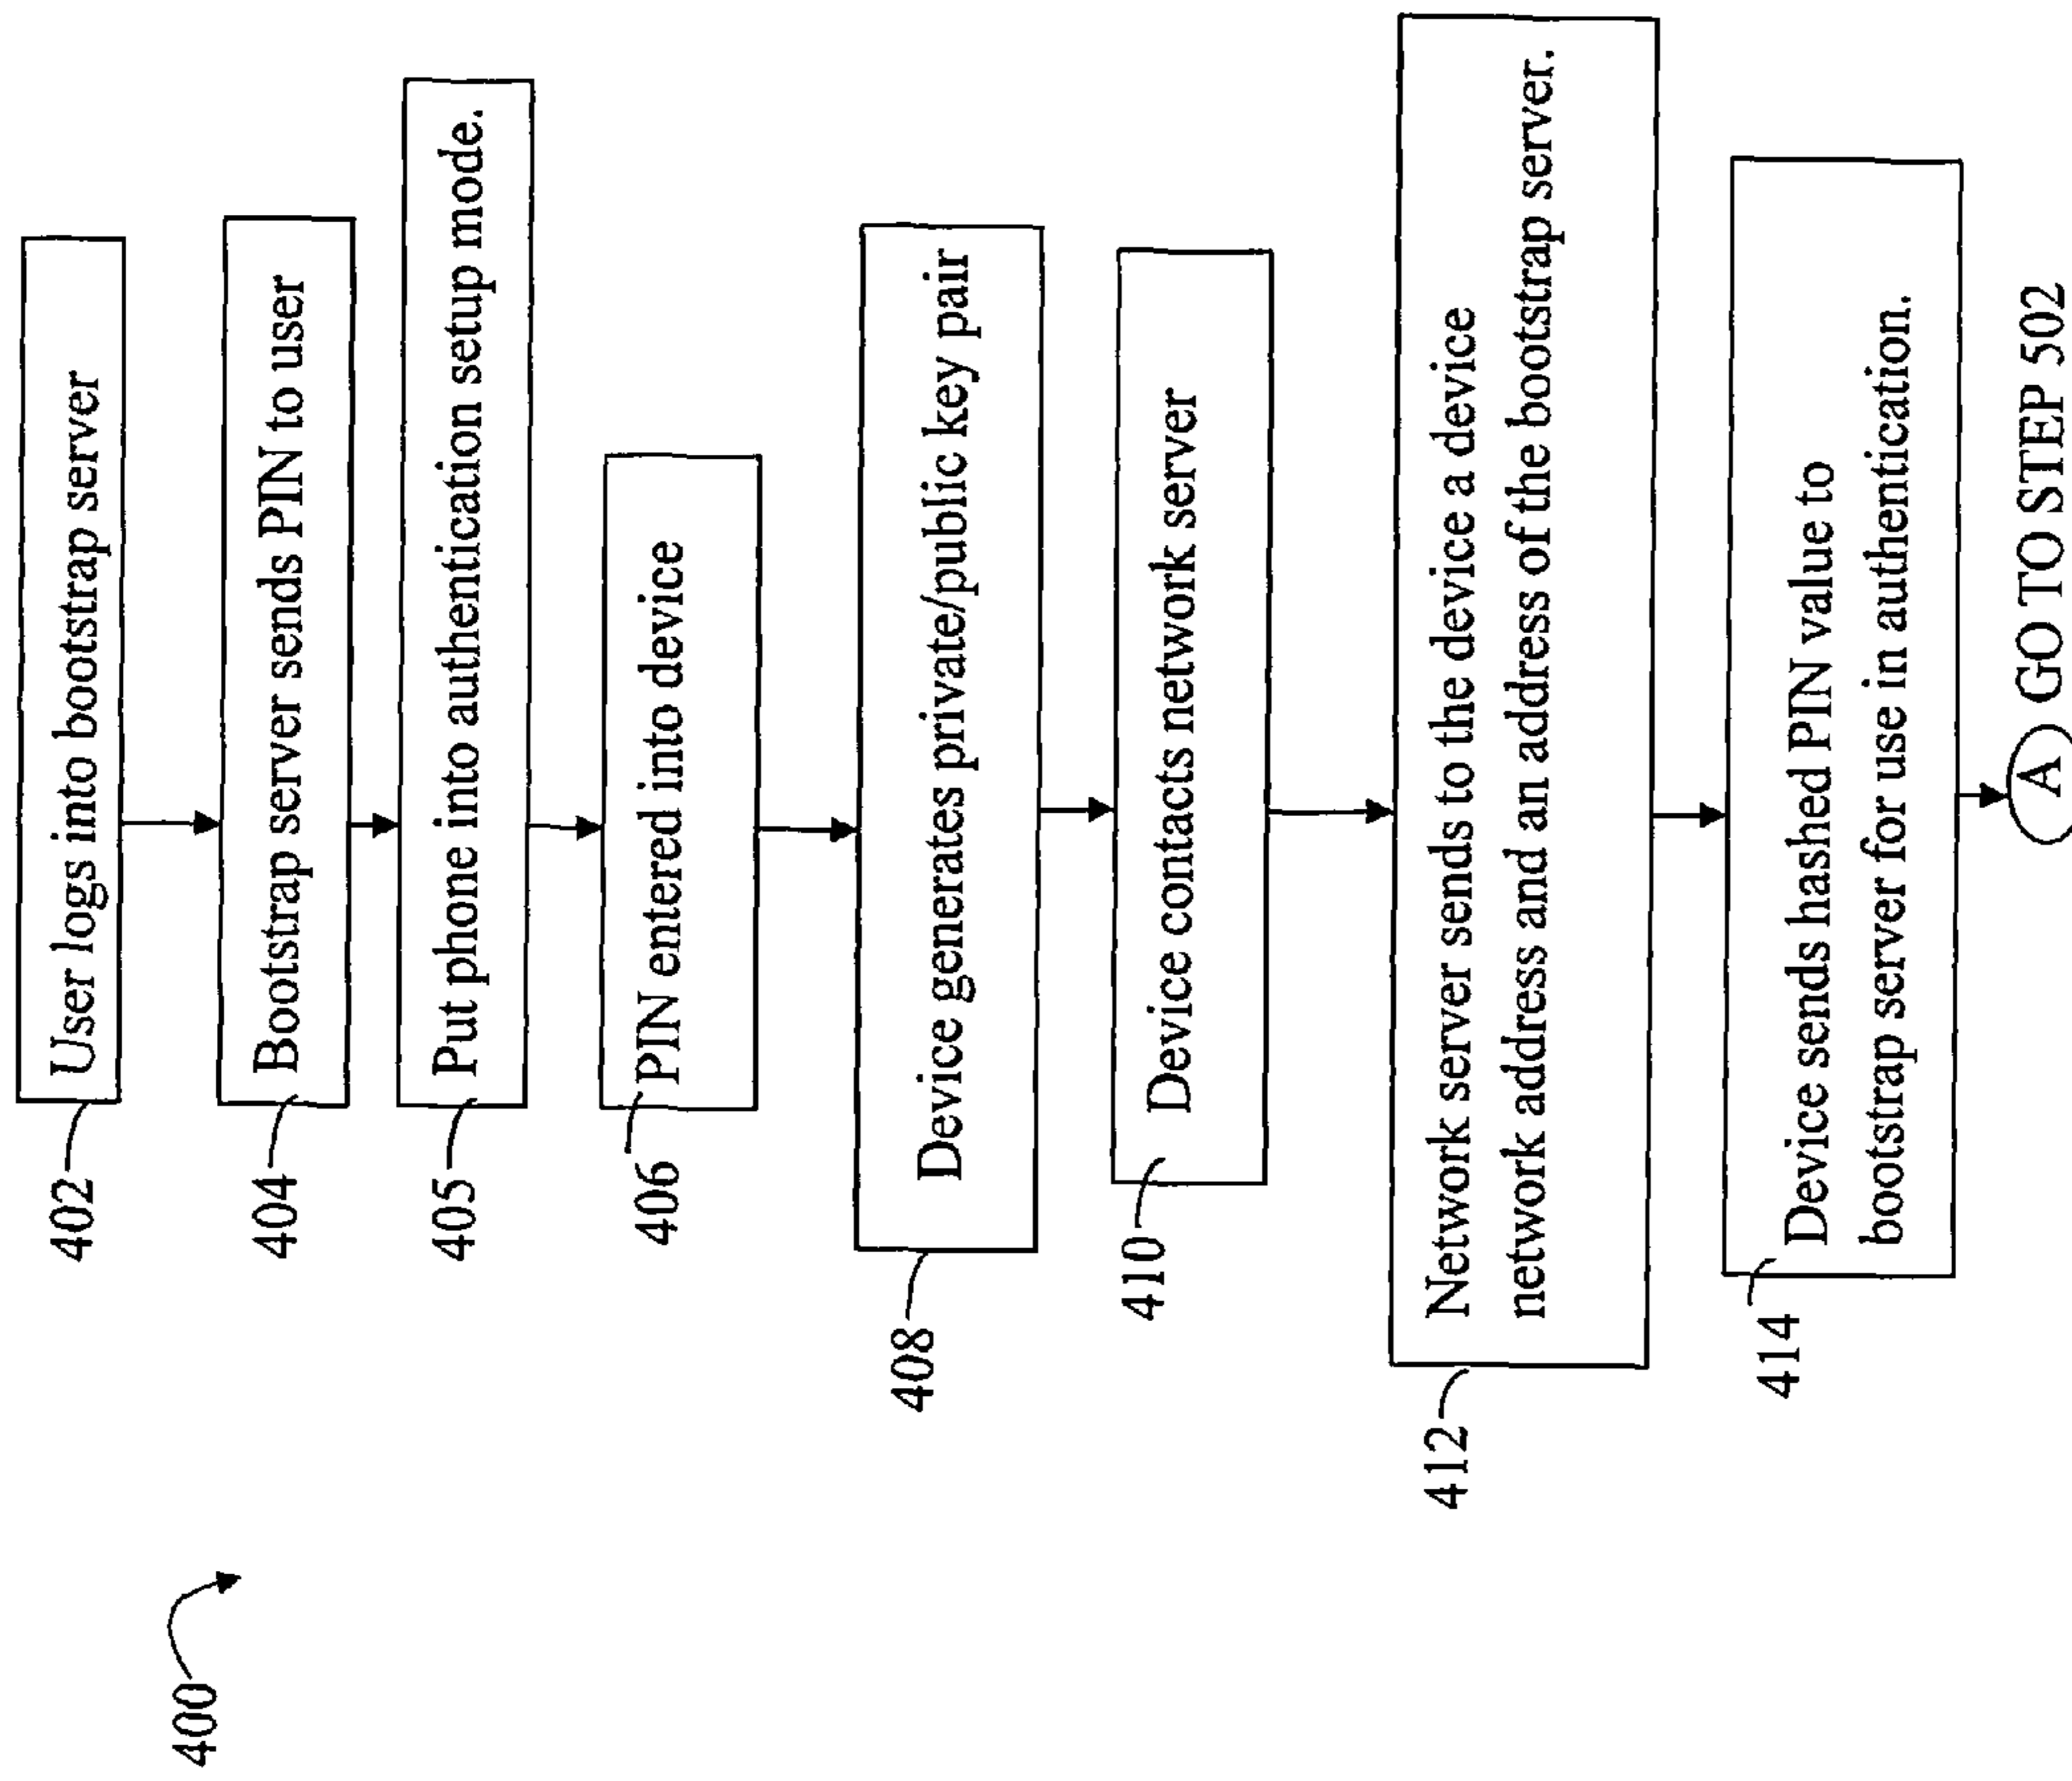 400
402
User logs into bootstrap server
404
Bootstrap server sends PIN to user
405
Put phone into authentication setup mode.
406
PIN entered into device
408
Device generates private/public key pair
410
Device contacts network server
412
Network server sends to the device a device
network address and an address of the bootstrap server.
414
Device sends hashed PIN value to
bootstrap server for use in authentication.
A GO TO STEP 502